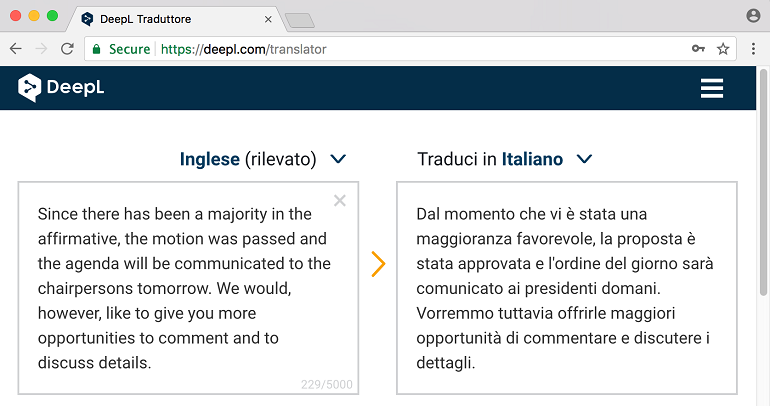 DeepL Traduttore
Secure https://deepl.com/translator
DeepL
Inglese (rilevato)
Traduci in Italiano
Since there has been a majority in the
affirmative, the motion was passed and
the agenda will be communicated to the
chairpersons tomorrow. We would,
however, like to give you more
opportunities to comment and to
discuss details.
229/5000
Dal momento che vi è stata una
maggioranza favorevole, la proposta è
stata approvata e l'ordine del giorno sarà
comunicato ai presidenti domani.
Vorremmo tuttavia offrirle maggiori
opportunità di commentare e discutere i
dettagli.